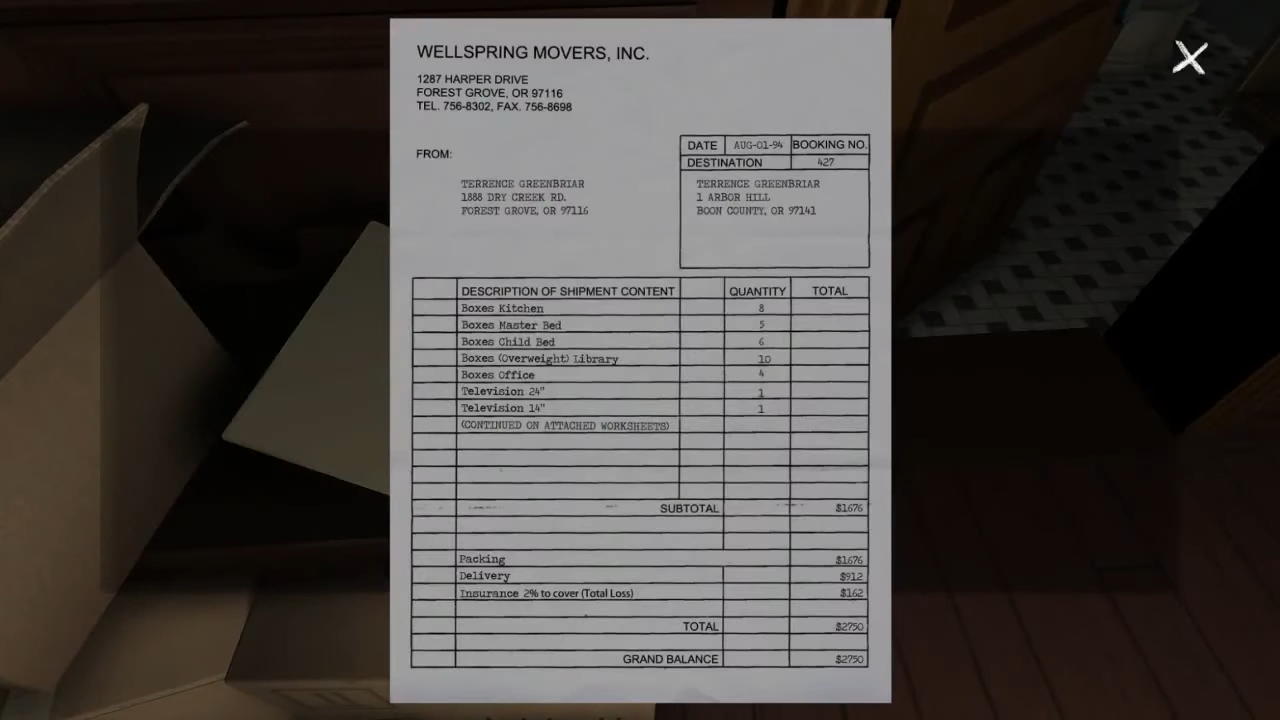 WELLSPRING MOVERS, INC.
1287 HARPER DRIVE
FOREST GROVE, OR 97116
TEL. 756-8302, FAX. 756-8698
FROM:
TERRENCE GREENBRIAR
1888 DRY CREEK RD.
FOREST GROVE, OR 97116
DATE AUG-01-94 BOOKING NO.
DESTINATION 427
TERRENCE GREENBRIAR
1 ARBOR HILL
BOON COUNTY, OR 97141
DESCRIPTION OF SHIPMENT CONTENT QUANTITY TOTAL
Boxes Kitchen 8
Boxes Master Bed 5
Boxes Child Bed 6
Boxes (Overweight) Library 10
Boxes Office 4
Television 24" 1
Television 14" 1
(CONTINUED ON ATTACHED WORKSHEETS)
SUBTOTAL $1676
Packing $1676
Delivery $912
Insurance 2% to cover (Total Loss) $162
TOTAL $2750
GRAND BALANCE $2750